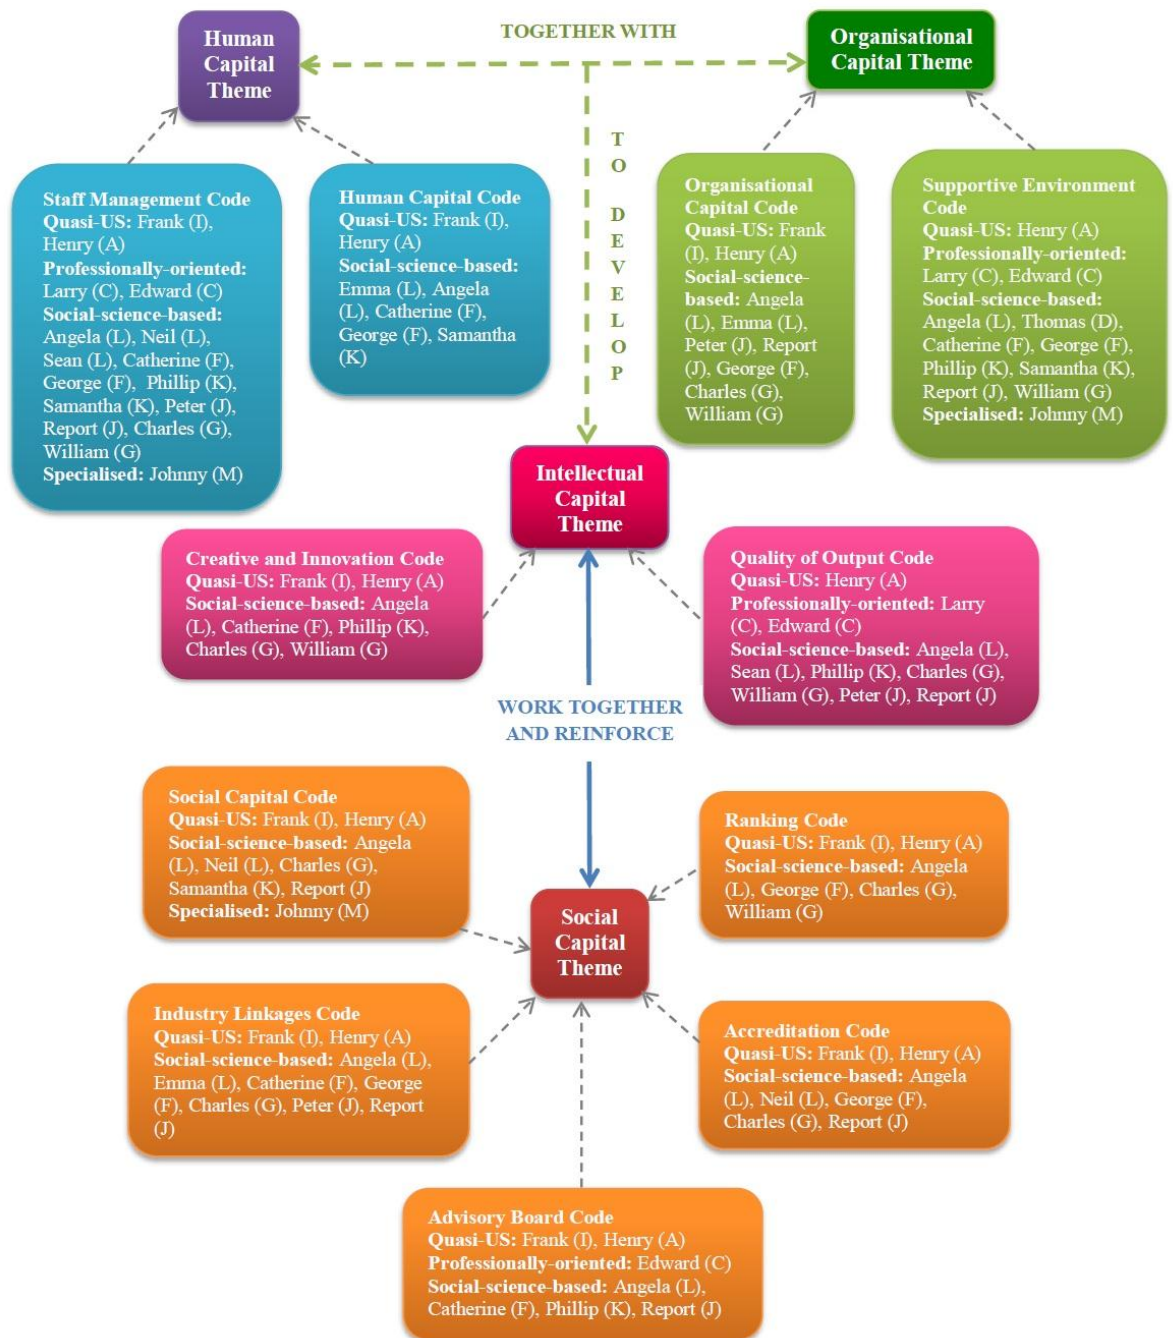 Human
Capital
Theme
TOGETHER WITH
Organisational
Capital Theme
TO DEVELOP
Staff Management Code
Quasi-US: Frank (I),
Henry (A)
Professionally-oriented:
Larry (C), Edward (C)
Social-science-based:
Angela (L), Neil (L),
Sean (L), Catherine (F),
George (F), Phillip (K),
Samantha (K), Peter (J),
Report (J), Charles (G),
William (G)
Specialised: Johnny (M)
Human Capital Code
Quasi-US: Frank (I),
Henry (A)
Social-science-based:
Emma (L), Angela
(L), Catherine (F),
George (F), Samantha
(K)
Organisational
Capital Code
Quasi-US: Frank
(I), Henry (A)
Social-science-
based: Angela
(L), Emma (L),
Peter (J), Report
(J), George (F),
Charles (G),
William (G)
Supportive Environment
Code
Quasi-US: Henry (A)
Professionally-oriented:
Larry (C), Edward (C)
Social-science-based:
Angela (L), Thomas (D),
Catherine (F), George (F),
Phillip (K), Samantha (K),
Report (J), William (G)
Specialised: Johnny (M)
Intellectual
Capital
Theme
Creative and Innovation Code
Quasi-US: Frank (I), Henry (A)
Social-science-based: Angela
(L), Catherine (F), Phillip (K),
Charles (G), William (G)
Quality of Output Code
Quasi-US: Henry (A)
Professionally-oriented: Larry
(C), Edward (C)
Social-science-based: Angela (L),
Sean (L), Phillip (K), Charles (G),
William (G), Peter (J), Report (J)
WORK TOGETHER
AND REINFORCE
Social Capital Code
Quasi-US: Frank (I), Henry (A)
Social-science-based: Angela
(L), Neil (L), Charles (G),
Samantha (K), Report (J)
Specialised: Johnny (M)
Ranking Code
Quasi-US: Frank (I), Henry (A)
Social-science-based: Angela
(L), George (F), Charles (G),
William (G)
Social
Capital
Theme
Industry Linkages Code
Quasi-US: Frank (I), Henry (A)
Social-science-based: Angela (L),
Emma (L), Catherine (F), George
(F), Charles (G), Peter (J), Report
(J)
Accreditation Code
Quasi-US: Frank (I), Henry (A)
Social-science-based: Angela
(L), Neil (L), George (F),
Charles (G), Report (J)
Advisory Board Code
Quasi-US: Frank (I), Henry (A)
Professionally-oriented: Edward (C)
Social-science-based: Angela (L),
Catherine (F), Phillip (K), Report (J)